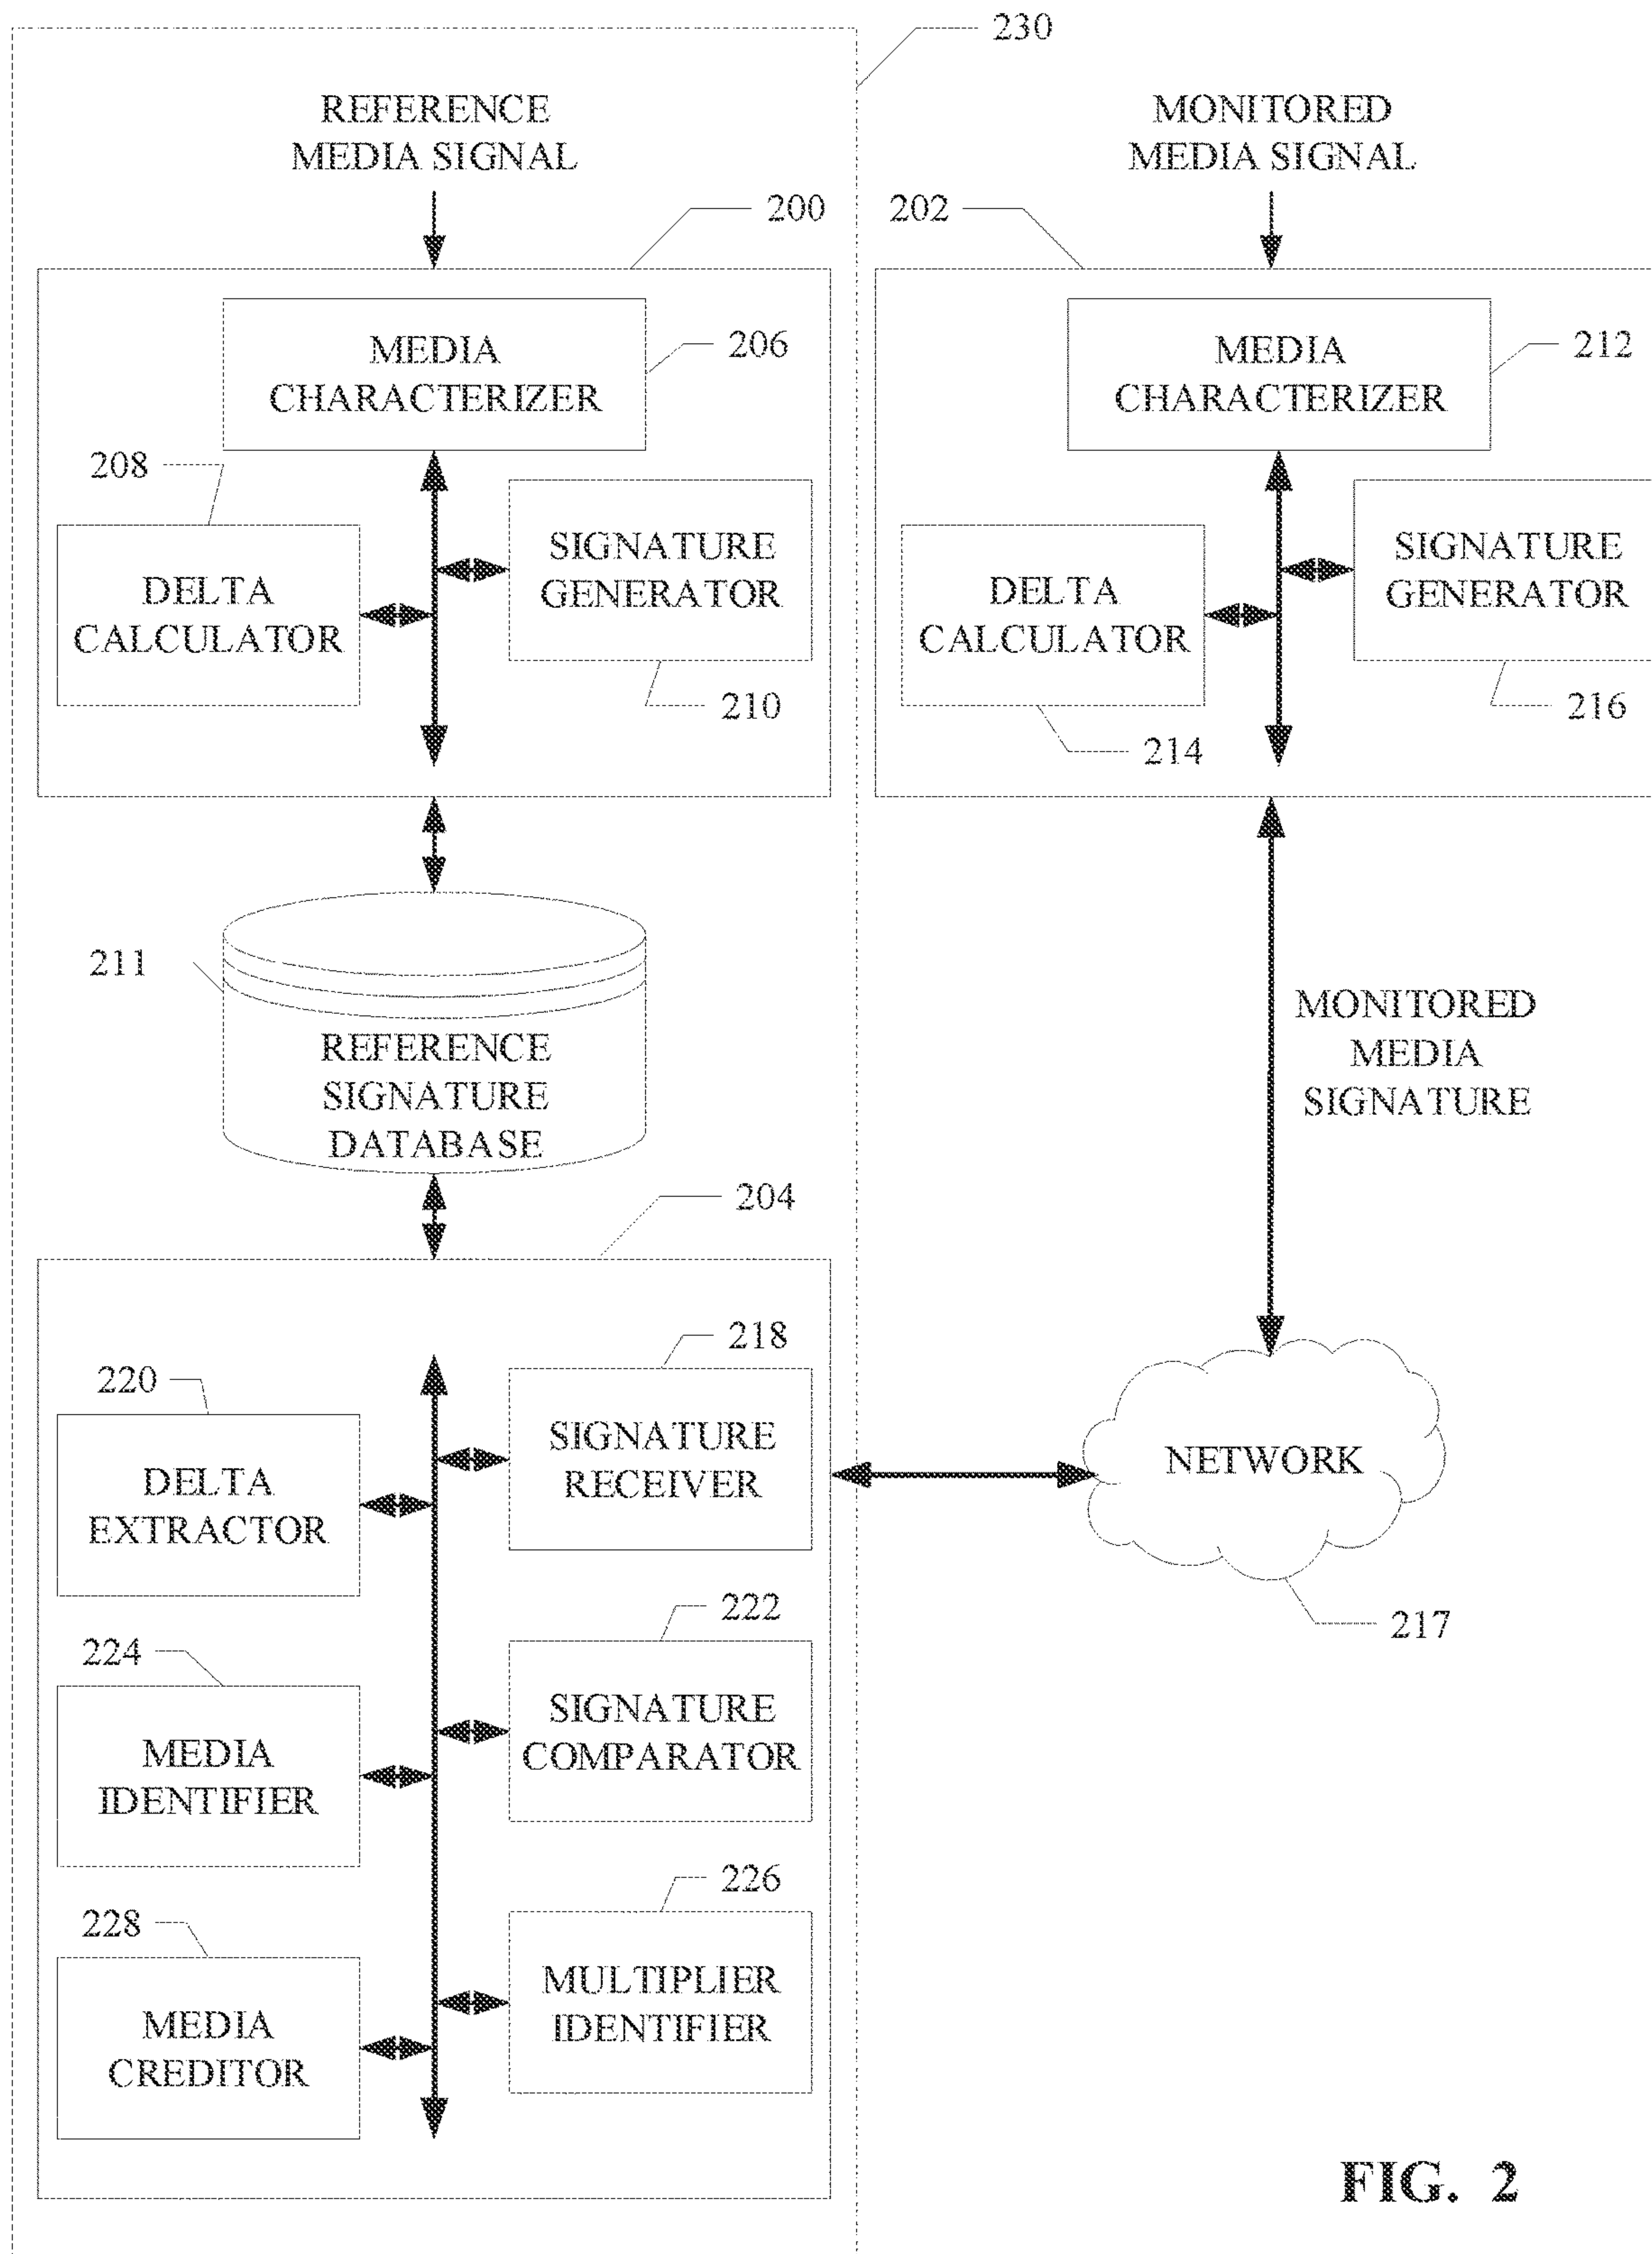 230
REFERENCE
MEDIA SIGNAL
MONITORED
MEDIA SIGNAL
200
202
MEDIA
CHARACTERIZER
206
MEDIA
CHARACTERIZER
212
208
SIGNATURE
GENERATOR
DELTA
CALCULATOR
210
SIGNATURE
GENERATOR
DELTA
CALCULATOR
216
214
211
REFERENCE
SIGNATURE
DATABASE
MONITORED
MEDIA
SIGNATURE
204
218
220
SIGNATURE
RECEIVER
DELTA
EXTRACTOR
NETWORK
217
222
224
SIGNATURE
COMPARATOR
MEDIA
IDENTIFIER
226
228
MULTIPLIER
IDENTIFIER
MEDIA
CREDITOR
FIG. 2